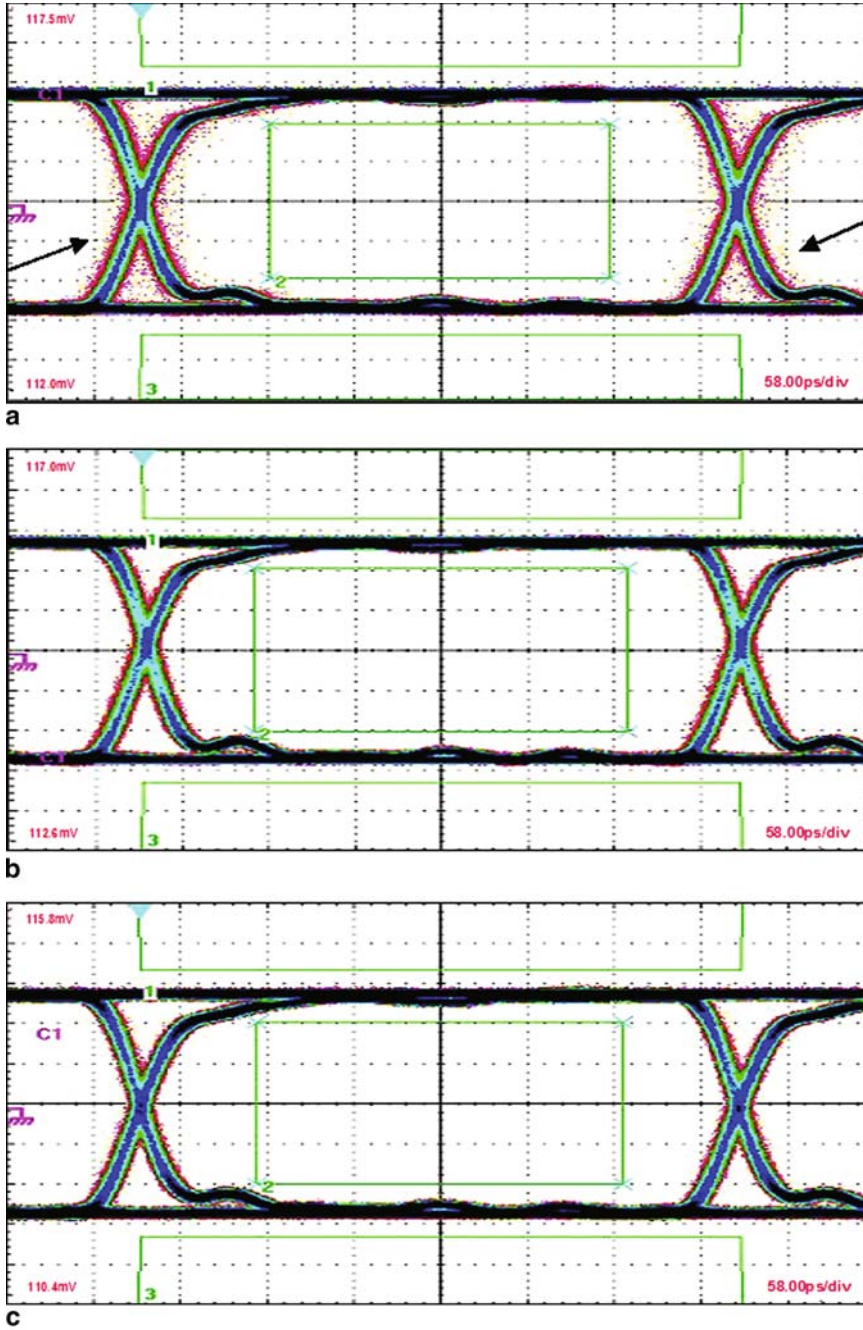 117.5mV
C1
1
2
112.0mV
3
58.00ps/div
a
117.0mV
1
2
C1
112.6mV
3
58.00ps/div
b
115.8mV
1
C1
2
110.4mV
3
58.00ps/div
c